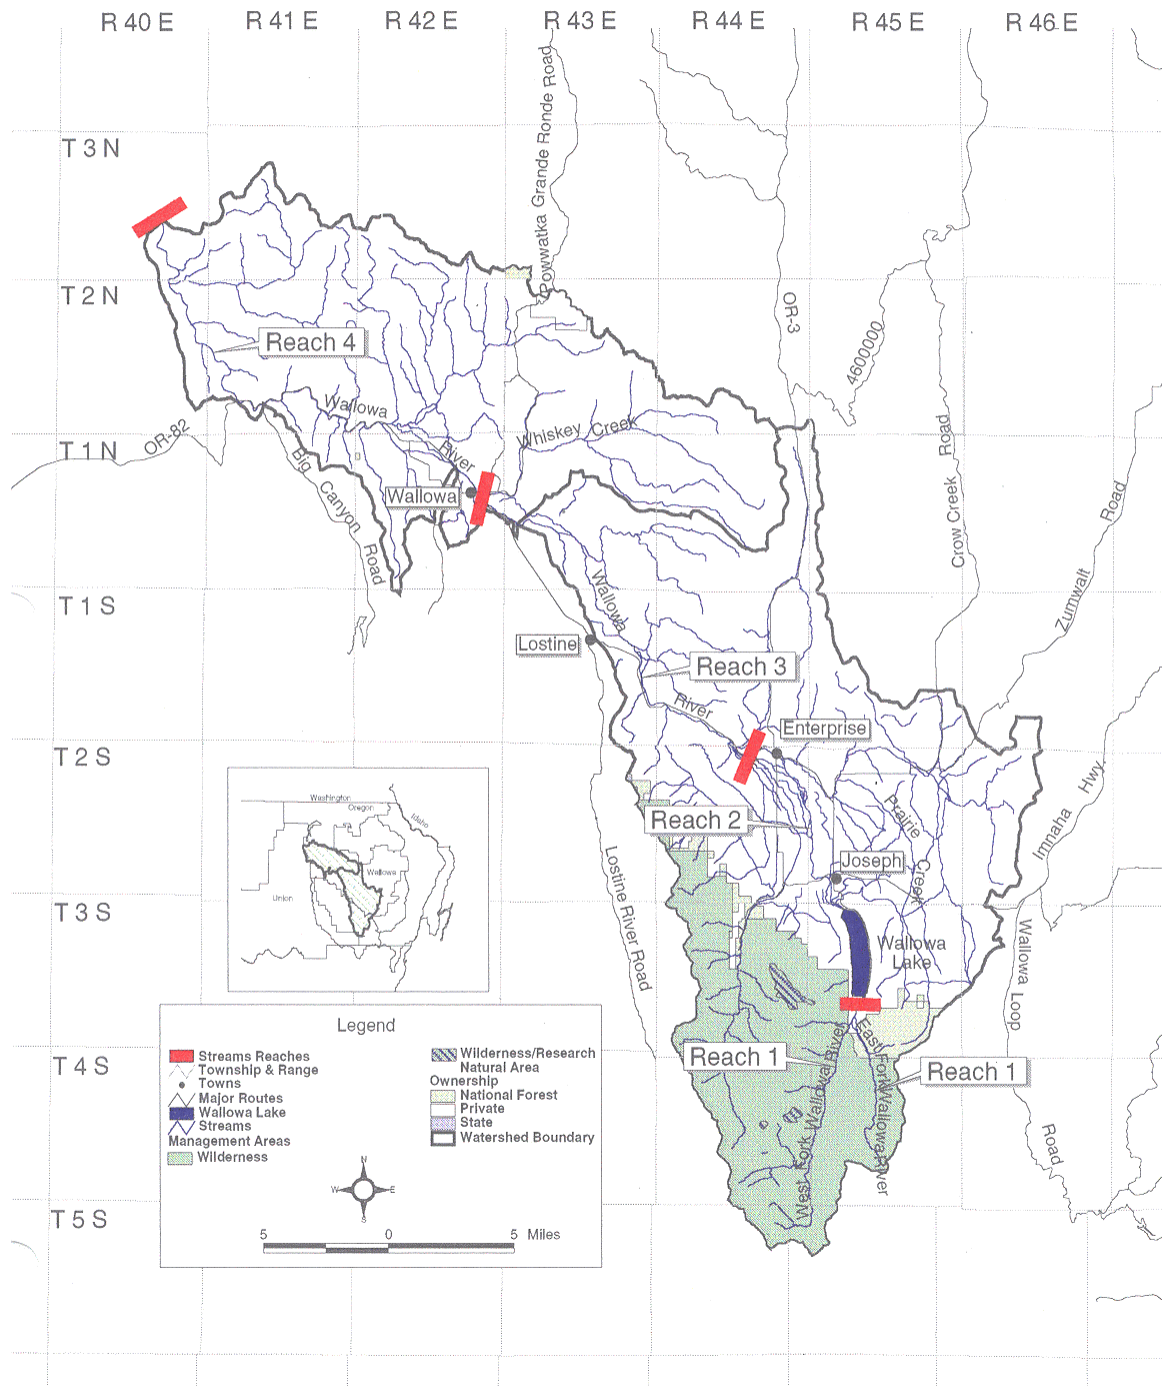 R 40 E R 41 E R 42 E R 43 E R 44 E R 45 E R 46 E
T 3 N
Powwatka Grande Ronde Road
T 2 N
OR-3
Reach 4
4600000
Wallowa
OR-82
T 1 N
River
Whiskey Creek
Road
Big Canyon Road
Wallowa
Crow Creek
Road
Zumwalt
T 1 S
Wallowa
Lostine
Reach 3
River
Enterprise
T 2 S
Imnaha Hwy.
Washington
Oregon
Idaho
Wallowa
Union
Reach 2
Prairie
Creek
Joseph
Lostine River Road
T 3 S
Wallowa
Lake
Wallowa Loop
Road
T 4 S
Reach 1
West Fork Wallowa River
East Fork Wallowa River
Reach 1
T 5 S
Legend
Streams Reaches
Township & Range
Towns
Major Routes
Wallowa Lake
Streams
Management Areas
Wilderness
Wilderness/Research
Natural Area
Ownership
National Forest
Private
State
Watershed Boundary
N
W E
S
5 0 5 Miles